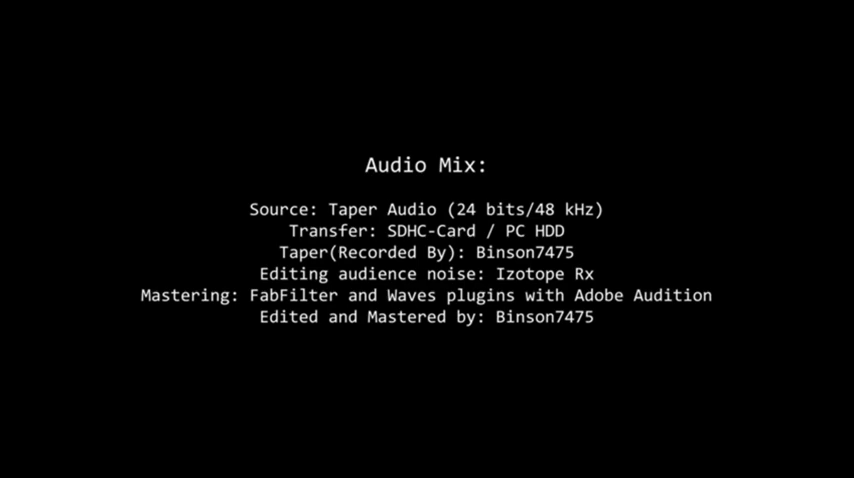 Audio Mix:
Source: Taper Audio (24 bits/48 kHz)
Transfer: SDHC-Card / PC HDD
Taper(Recorded By): Binson7475
Editing audience noise: Izotope Rx
Mastering: FabFilter and Waves plugins with Adobe Audition
Edited and Mastered by: Binson7475